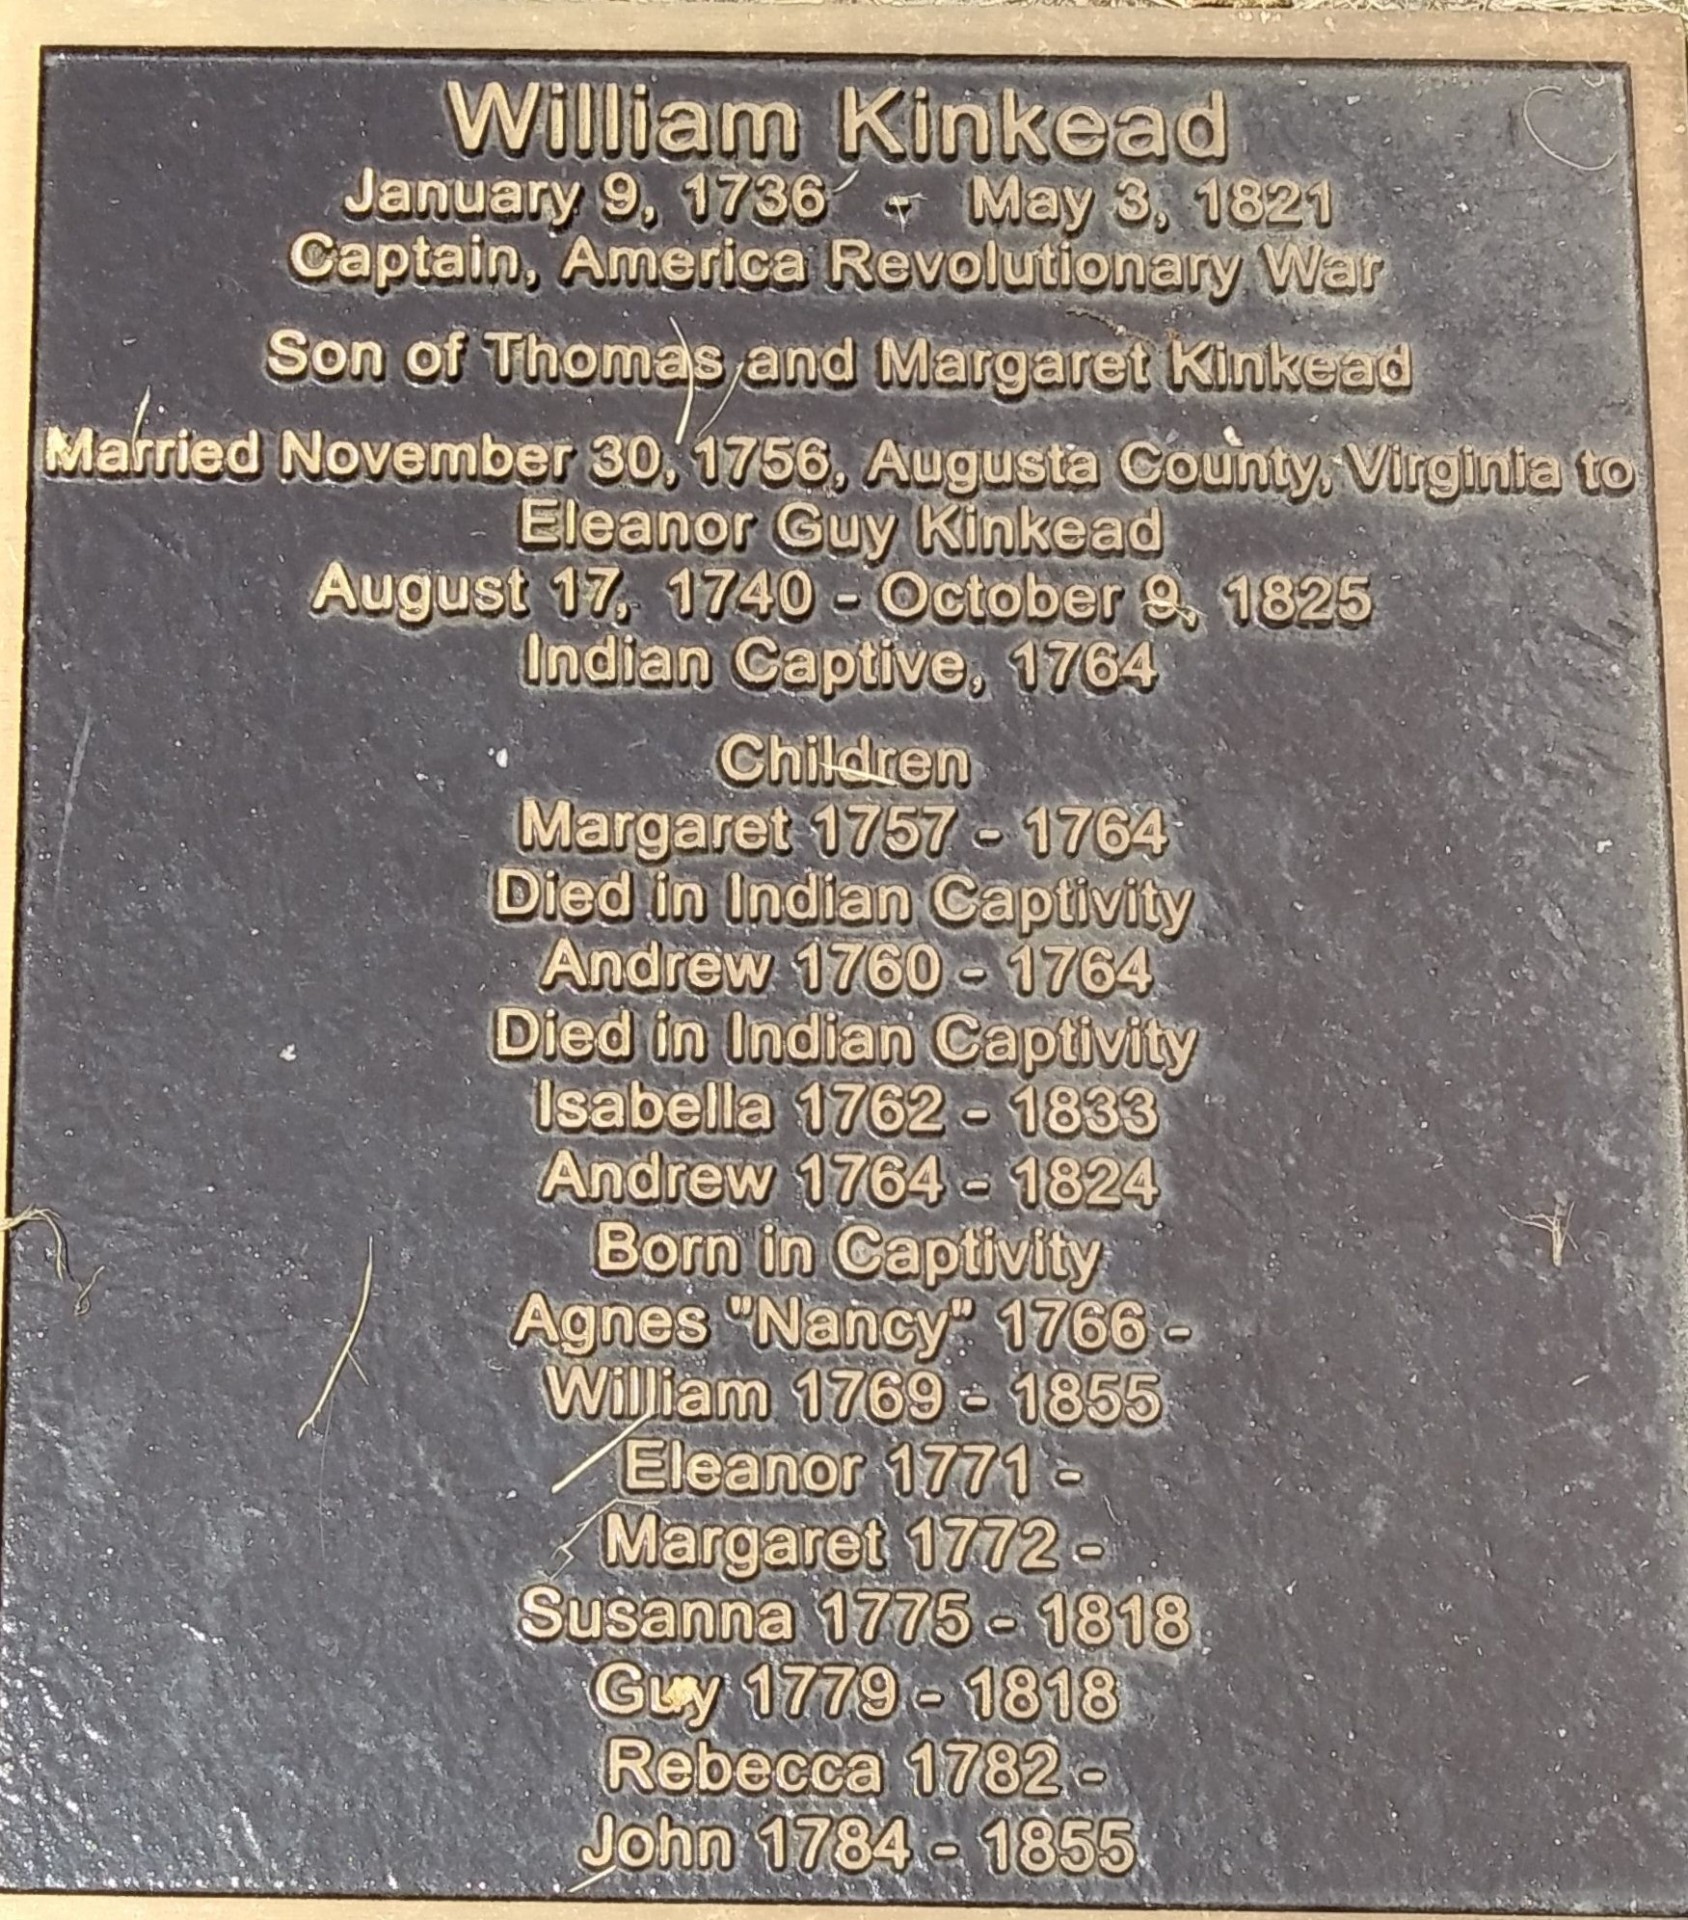 William Kinkead
January 9, 1736 - May 3, 1821
Captain, America Revolutionary War
Son of Thomas and Margaret Kinkead
Married November 30, 1756, Augusta County, Virginia to
Eleanor Guy Kinkead
August 17, 1740 - October 9, 1825
Indian Captive, 1764
Children
Margaret 1757 - 1764
Died in Indian Captivity
Andrew 1760 - 1764
Died in Indian Captivity
Isabella 1762 - 1833
Andrew 1764 - 1824
Born in Captivity
Agnes "Nancy" 1766 -
William 1769 - 1855
Eleanor 1771 -
Margaret 1772 -
Susanna 1775 - 1818
Guy 1779 - 1818
Rebecca 1782 -
John 1784 - 1855